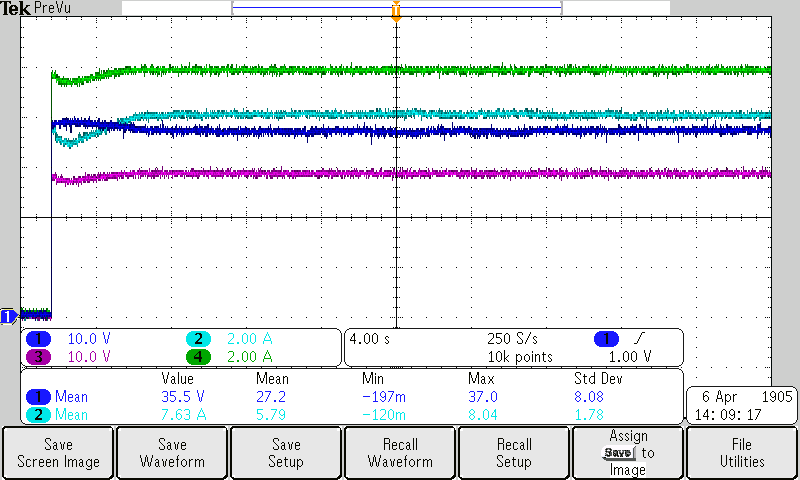 Tek PreVu
T
1
1 10.0 V 2 2.00 A 4.00 s 250 S/s 1 ╱
3 10.0 V 4 2.00 A 10k points 1.00 V
Value Mean Min Max Std Dev
1 Mean 35.5 V 27.2 −197m 37.0 8.08
2 Mean 7.63 A 5.79 −120m 8.04 1.78
6 Apr 1905
14:09:17
Save
Screen Image
Save
Waveform
Save
Setup
Recall
Waveform
Recall
Setup
Assign
Save to
Image
File
Utilities